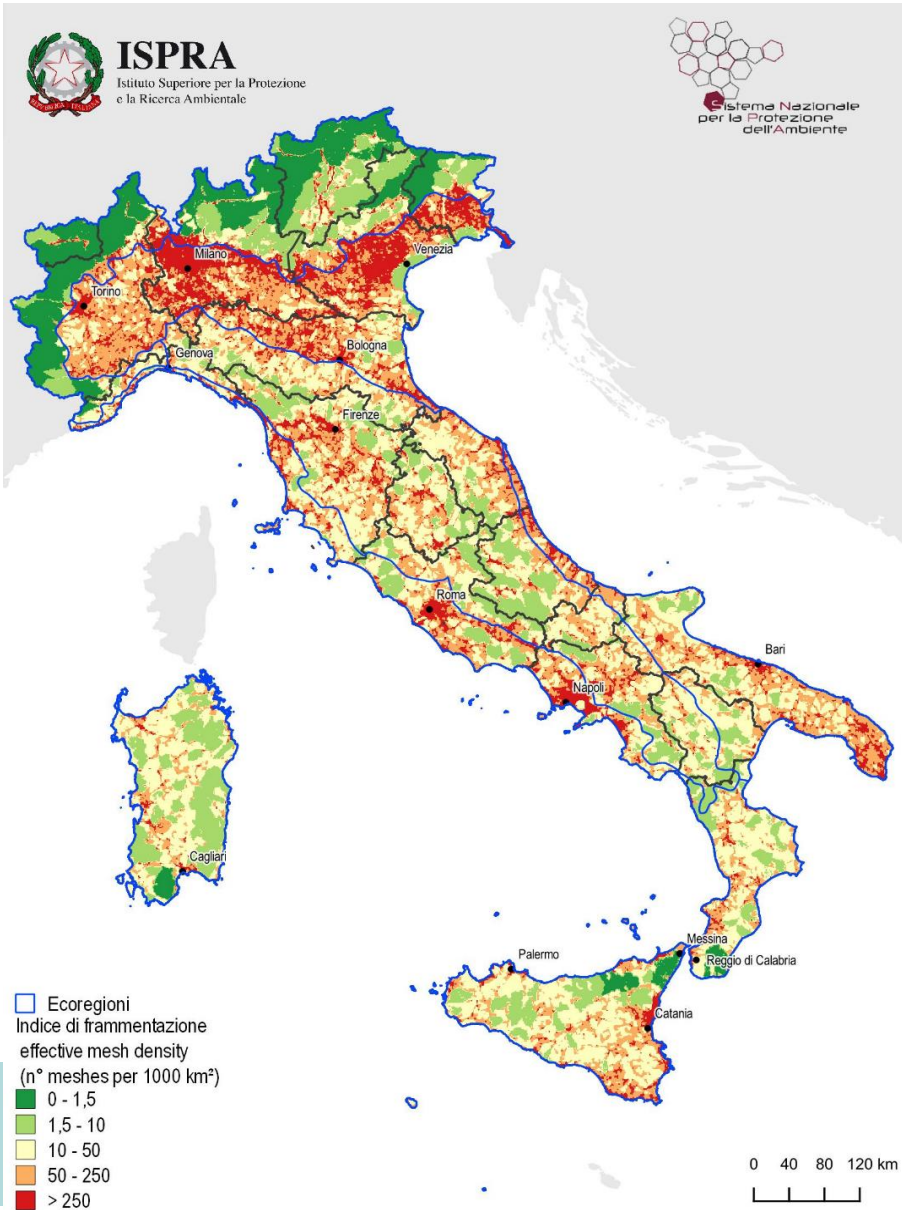 ISPRA
Istituto Superiore per la Protezione
e la Ricerca Ambientale
REPVBBLICA ITALIANA
Sistema Nazionale
per la Protezione
dell'Ambiente
Milano
Venezia
Torino
Genova
Bologna
Firenze
Roma
Bari
Napoli
Cagliari
Messina
Palermo
Reggio di Calabria
Catania
Ecoregioni
Indice di frammentazione
effective mesh density
(n° meshes per 1000 km²)
0 - 1,5
1,5 - 10
10 - 50
50 - 250
> 250
0 40 80 120 km